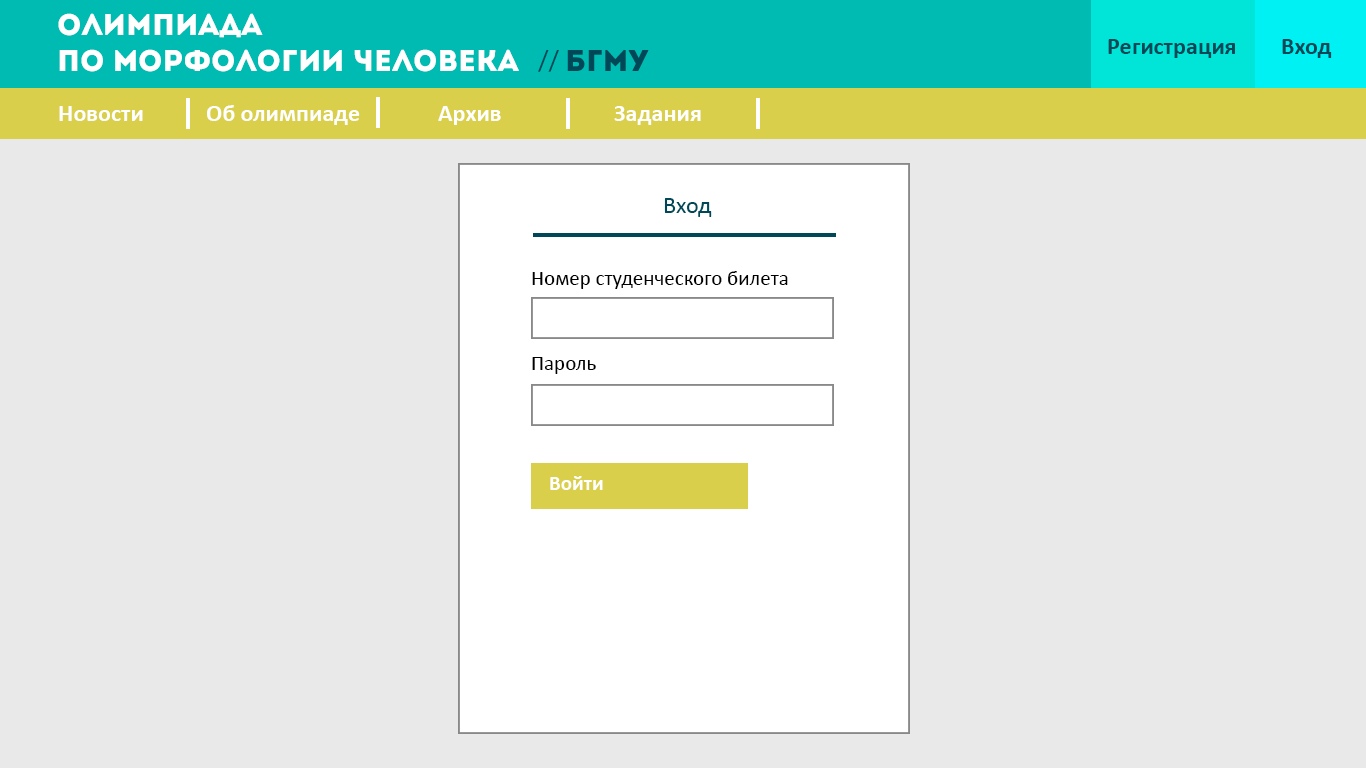 ОЛИМПИАДА
ПО МОРФОЛОГИИ ЧЕЛОВЕКА // БГМУ
Регистрация Вход
Новости Об олимпиаде Архив Задания
Вход
Номер студенческого билета
Пароль
Войти